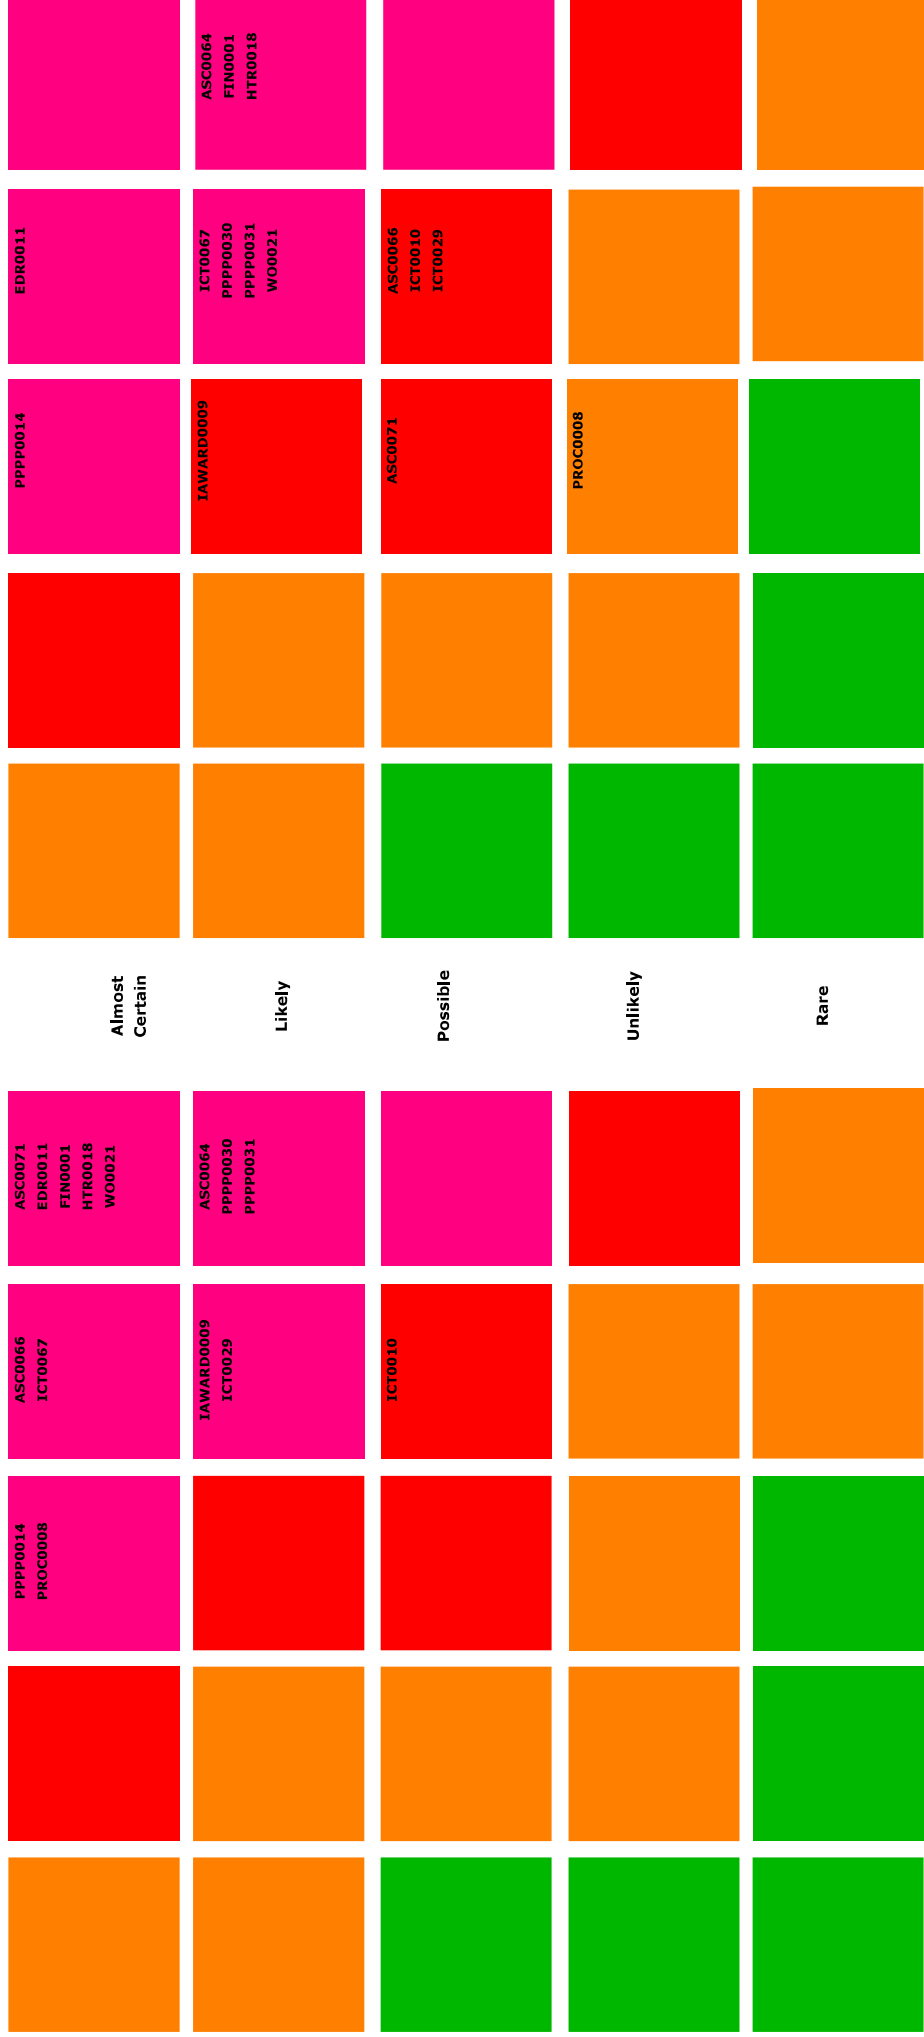 PPPP0014
PROC0008
ASC0066
ICT0067
ASC0071
EDR0011
FIN0001
HTR0018
WO0021
Almost
Certain
PPPP0014
EDR0011
IAWARD0009
ICT0029
ASC0064
PPPP0030
PPPP0031
Likely
IAWARD0009
ICT0067
PPPP0030
PPPP0031
WO0021
ASC0064
FIN0001
HTR0018
ICT0010
Possible
ASC0071
ASC0066
ICT0010
ICT0029
Unlikely
PROC0008
Rare